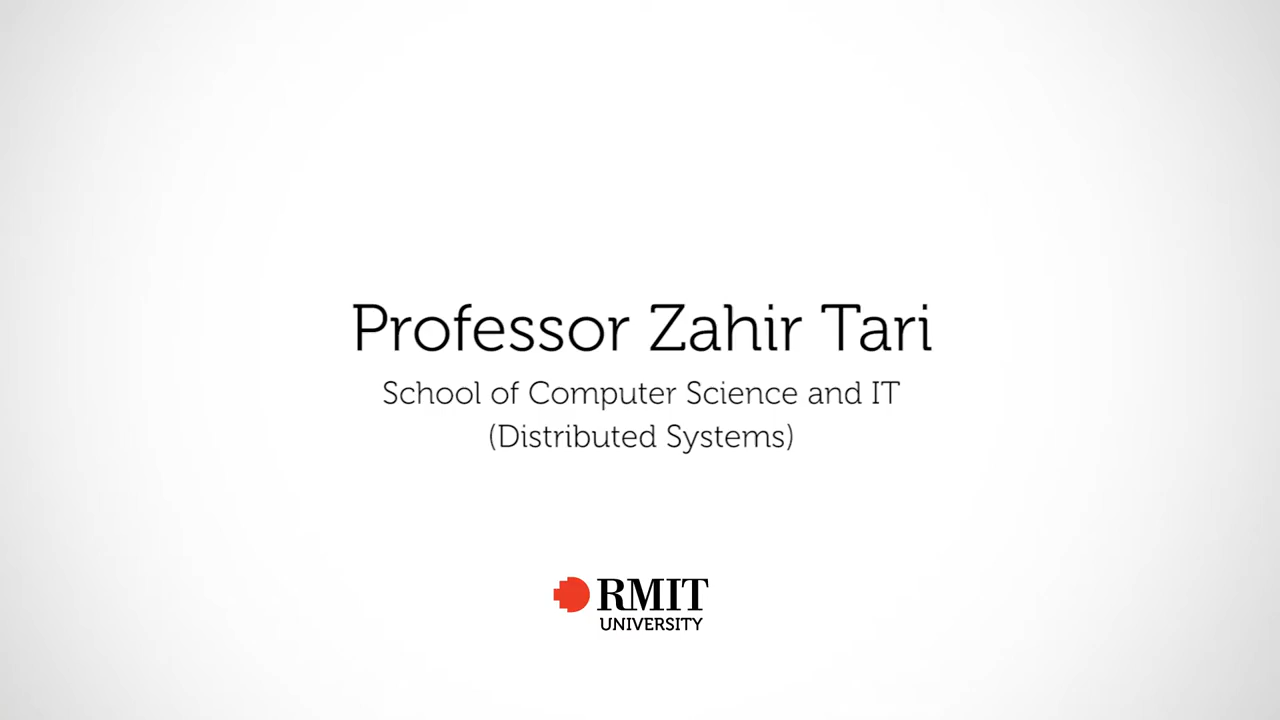 Professor Zahir Tari
School of Computer Science and IT
(Distributed Systems)
RMIT
UNIVERSITY